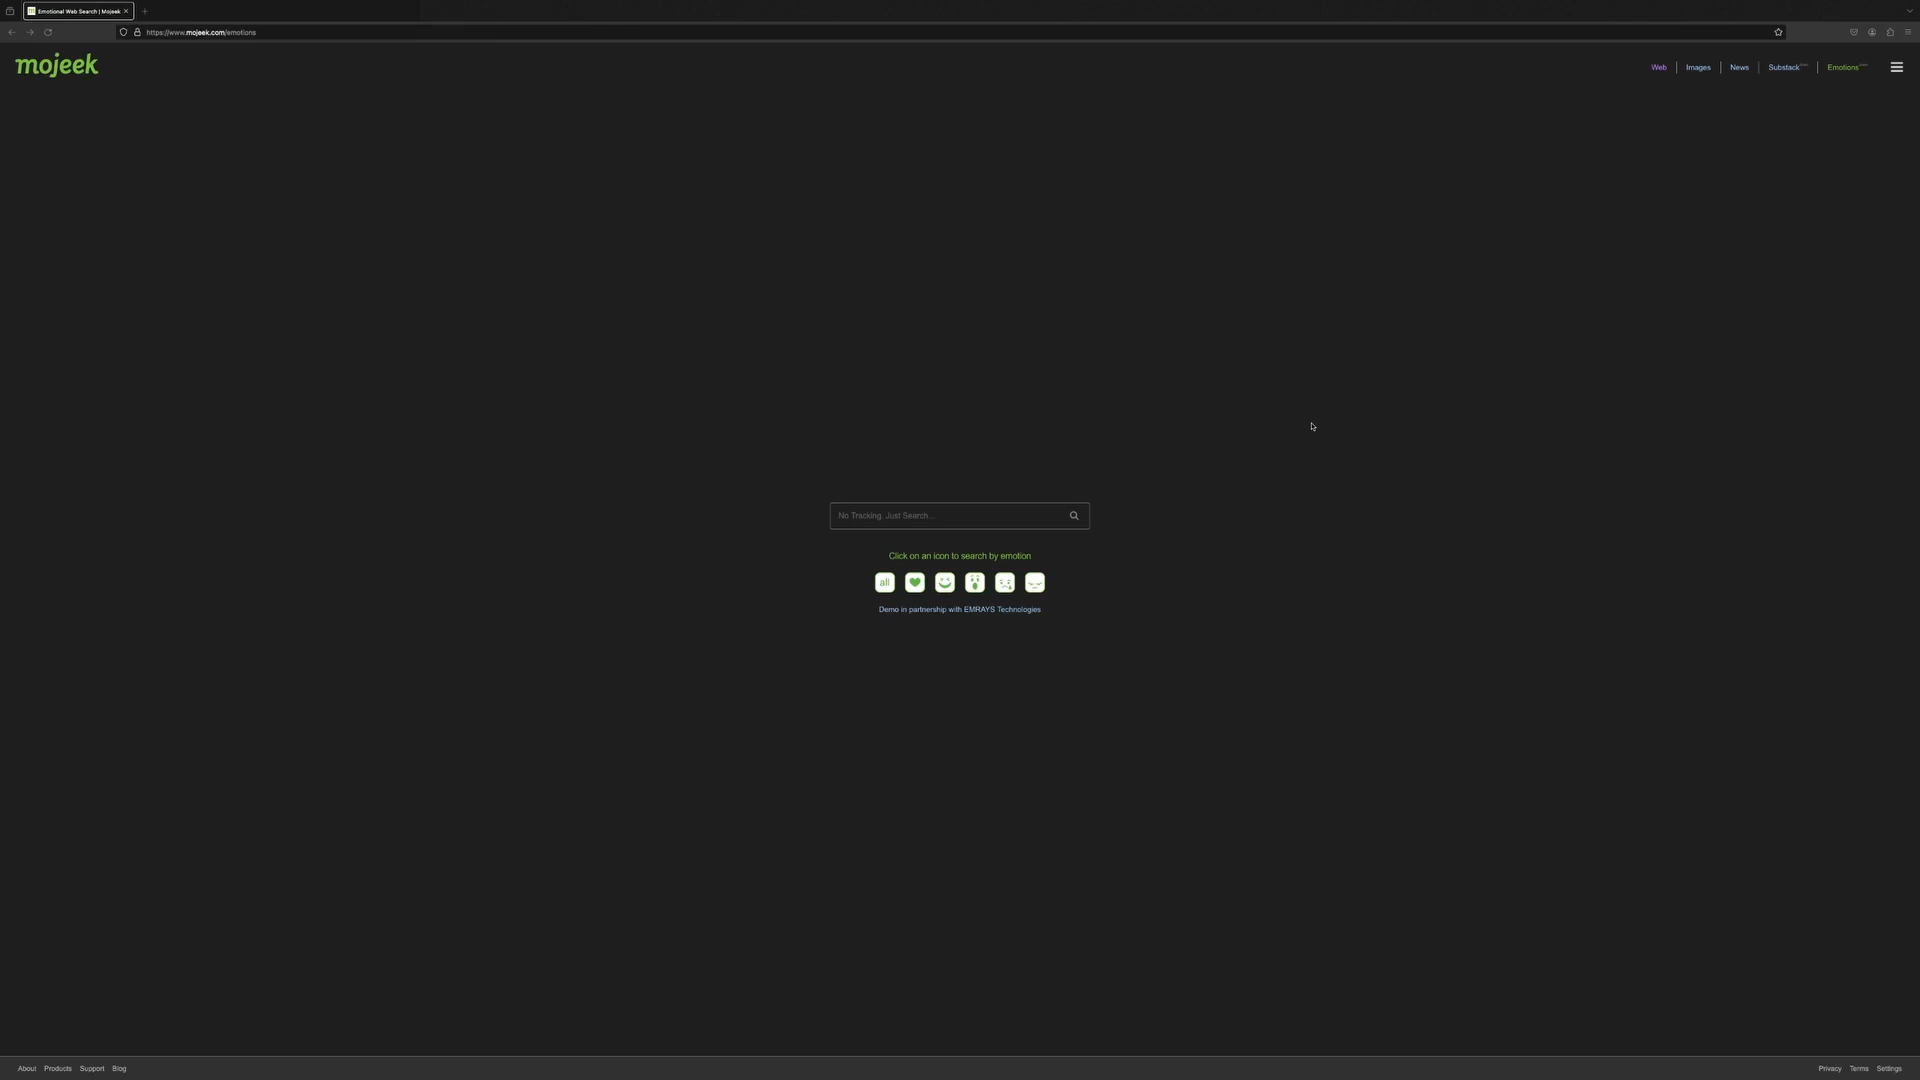 Emotional Web Search | Mojeek
https://www.mojeek.com/emotions
mojeek
Web
Images
News
Substack
Emotions
No Tracking. Just Search...
Click on an icon to search by emotion
all
Demo in partnership with EMRAYS Technologies
About Products Support Blog
Privacy Terms Settings